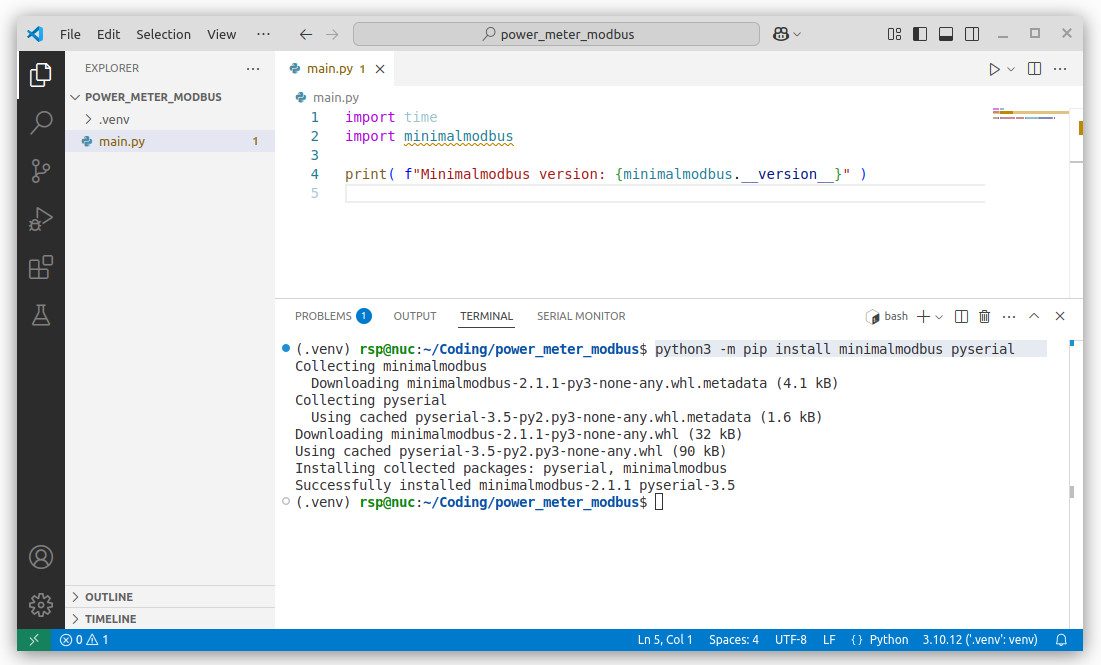 File Edit Selection View ··· power_meter_modbus
EXPLORER ···
POWER_METER_MODBUS
.venv
main.py 1
OUTLINE
TIMELINE
main.py 1
main.py
1 import time
2 import minimalmodbus
3
4 print( f"Minimalmodbus version: {minimalmodbus.__version__}" )
5
PROBLEMS 1 OUTPUT TERMINAL SERIAL MONITOR bash
(.venv) rsp@nuc:~/Coding/power_meter_modbus$ python3 -m pip install minimalmodbus pyserial
Collecting minimalmodbus
Downloading minimalmodbus-2.1.1-py3-none-any.whl.metadata (4.1 kB)
Collecting pyserial
Using cached pyserial-3.5-py2.py3-none-any.whl.metadata (1.6 kB)
Downloading minimalmodbus-2.1.1-py3-none-any.whl (32 kB)
Using cached pyserial-3.5-py2.py3-none-any.whl (90 kB)
Installing collected packages: pyserial, minimalmodbus
Successfully installed minimalmodbus-2.1.1 pyserial-3.5
(.venv) rsp@nuc:~/Coding/power_meter_modbus$
0 1 Ln 5, Col 1 Spaces: 4 UTF-8 LF {} Python 3.10.12 ('.venv': venv)